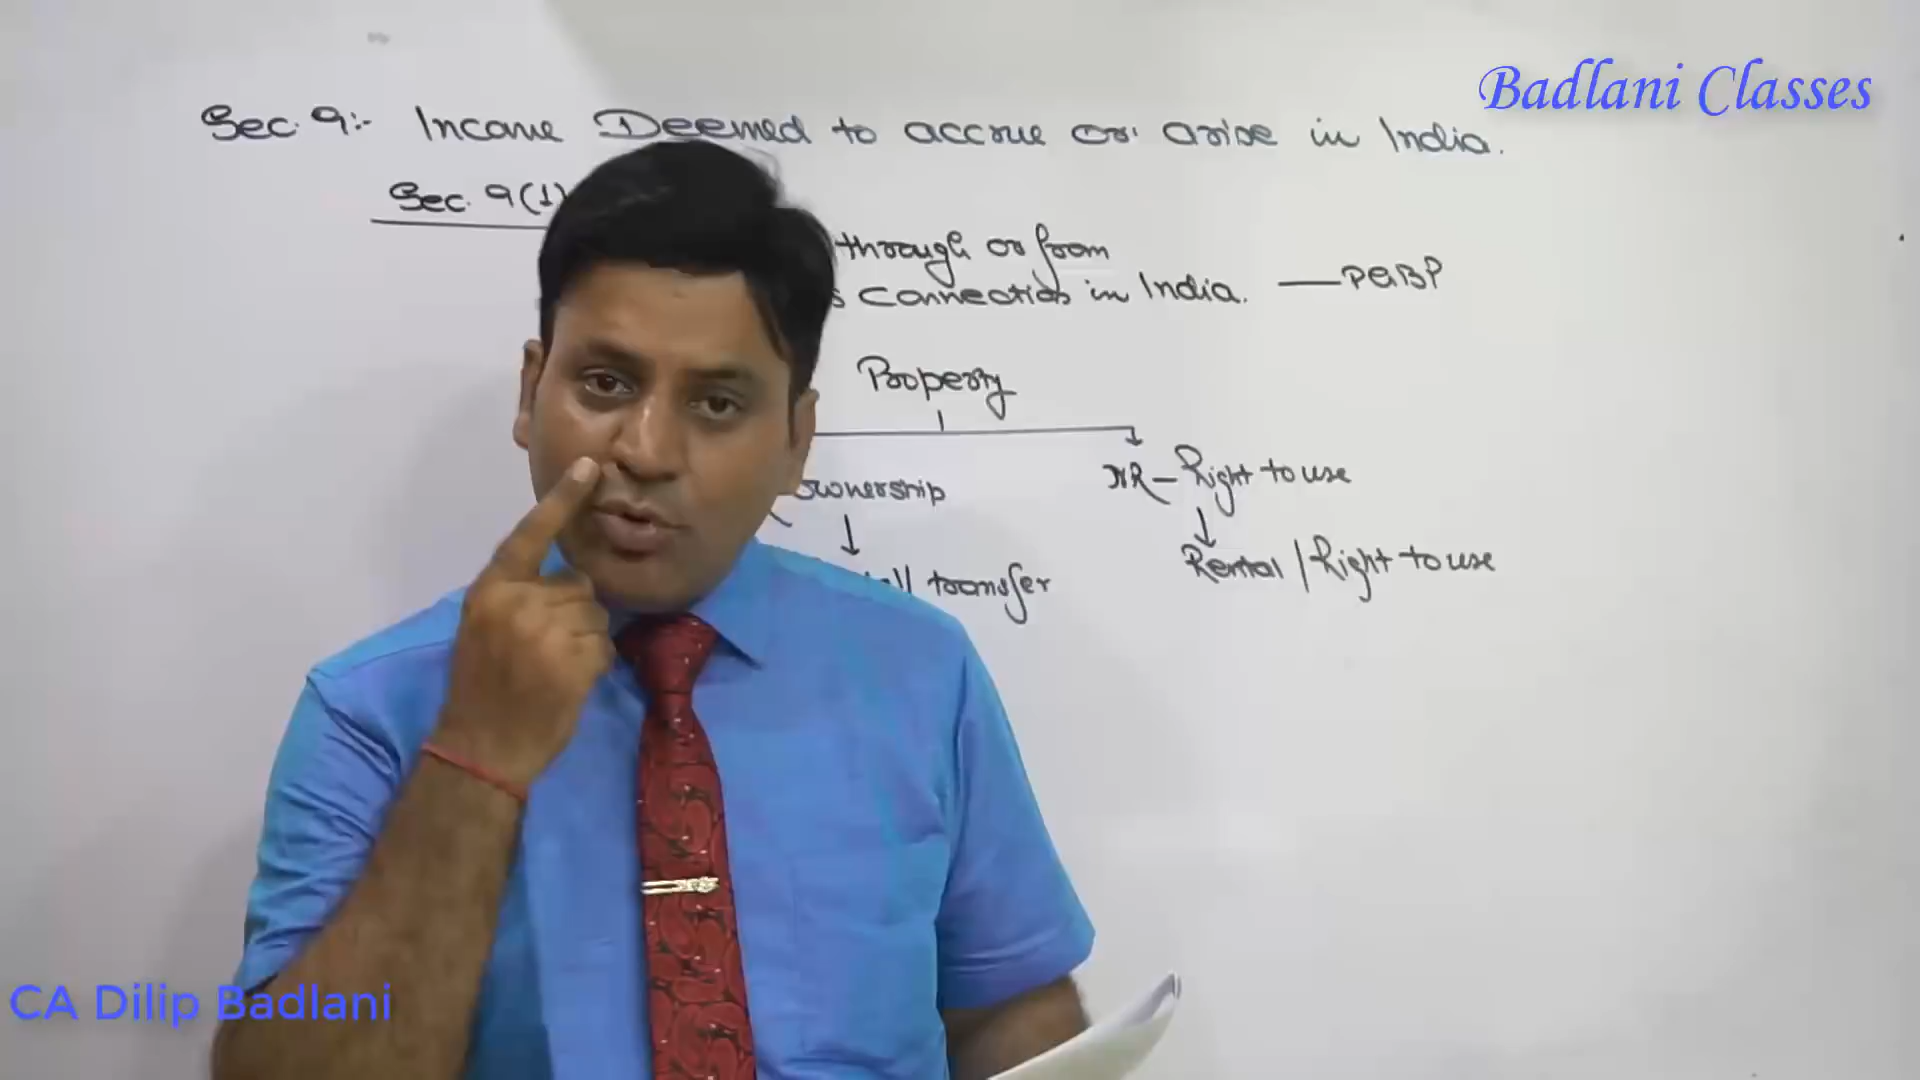 Badlani Classes
Sec. 9:- Income Deemed to accrue or arise in India.
Sec. 9(1)
through or from
s Connection in India. — PGBP
Property
ownership
NR - Right to use
transfer
Rental / Right to use
CA Dilip Badlani